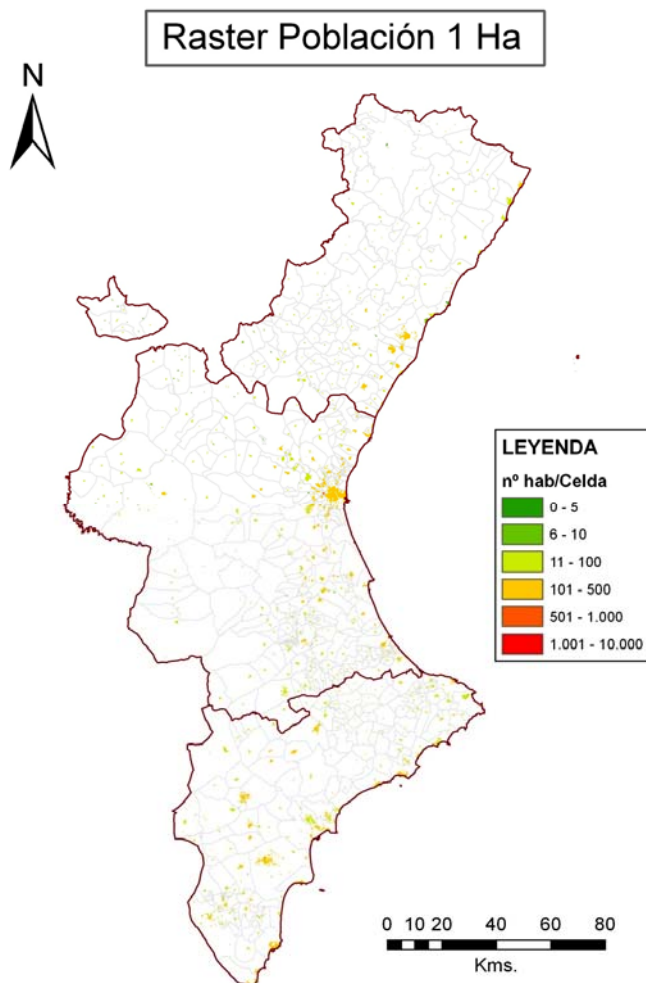 Raster Población 1 Ha
N
LEYENDA
nº hab/Celda
0 - 5
6 - 10
11 - 100
101 - 500
501 - 1.000
1.001 - 10.000
0 10 20 40 60 80
Kms.